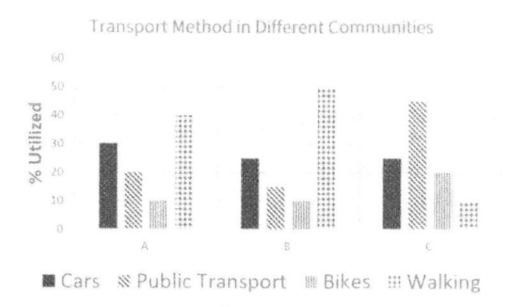 Transport Method in Different Communities
60
50
40
30
20
10
0
% Utilized
A B C
Cars Public Transport Bikes Walking